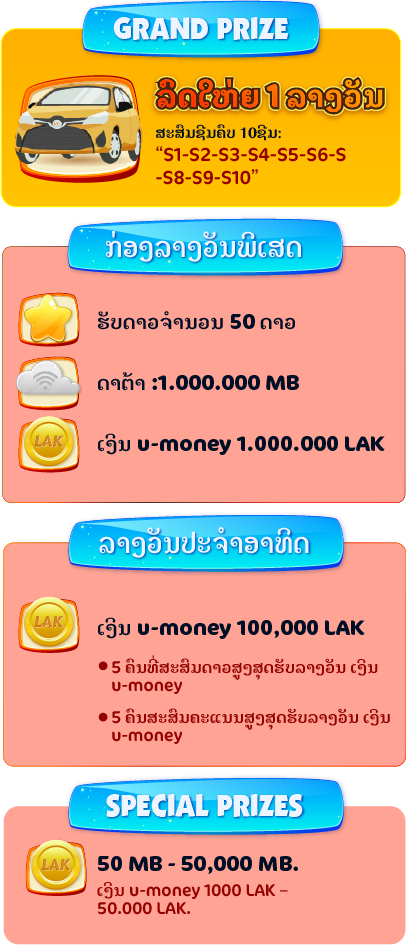 GRAND PRIZE
ລົດໃຫ່ຍ 1 ລາງວັນ
ສະສົມຊີນຄົບ 10ຊີນ:
“S1-S2-S3-S4-S5-S6-S
-S8-S9-S10”
ກ່ອງລາງວັນພິເສດ
ຮັບດາວຈຳນວນ 50 ດາວ
ດາຕ້າ :1.000.000 MB
LAK
ເງິນ u-money 1.000.000 LAK
ລາງວັນປະຈຳອາທິດ
LAK
ເງິນ u-money 100,000 LAK
• 5 ຄົນທີ່ສະສົມດາວສູງສຸດຮັບລາງວັນ ເງິນ
u-money
• 5 ຄົນສະສົມຄະແນນສູງສຸດຮັບລາງວັນ ເງິນ
u-money
SPECIAL PRIZES
LAK
50 MB - 50,000 MB.
ເງິນ u-money 1000 LAK –
50.000 LAK.